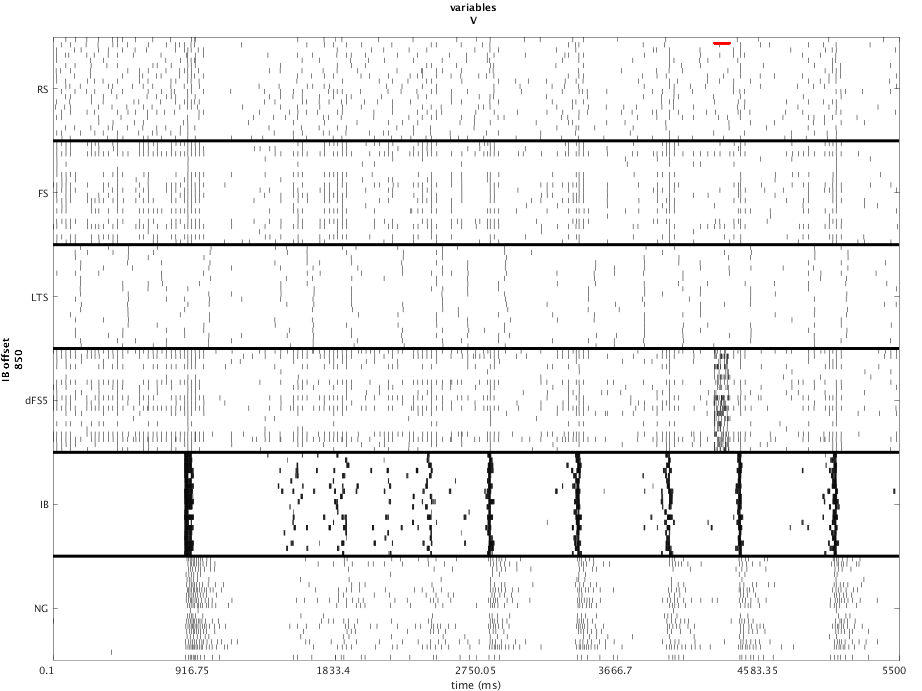 variables
V
RS
FS
LTS
IB offset
850
dFS5
IB
NG
0.1 916.75 1833.4 2750.05 3666.7 4583.35 5500
time (ms)